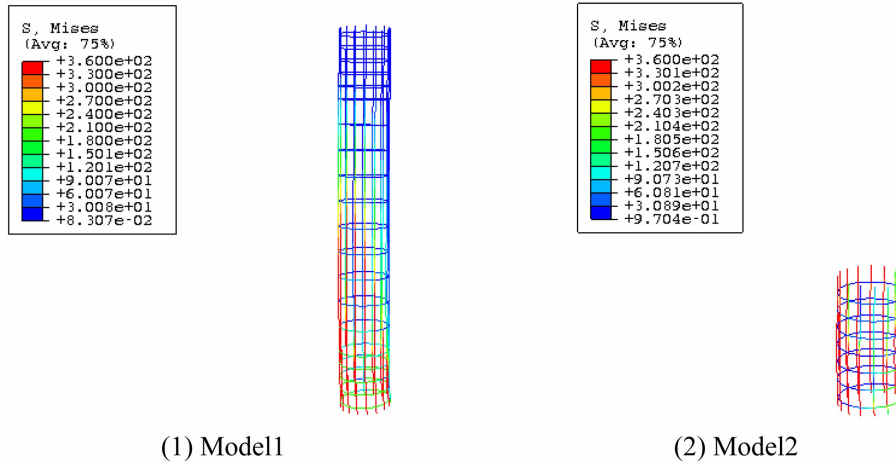 S, Mises
(Avg: 75%)
+3.600e+02
+3.300e+02
+3.000e+02
+2.700e+02
+2.400e+02
+2.100e+02
+1.800e+02
+1.501e+02
+1.201e+02
+9.007e+01
+6.007e+01
+3.008e+01
+8.307e-02
(1) Model1
S, Mises
(Avg: 75%)
+3.600e+02
+3.301e+02
+3.002e+02
+2.703e+02
+2.403e+02
+2.104e+02
+1.805e+02
+1.506e+02
+1.207e+02
+9.073e+01
+6.081e+01
+3.089e+01
+9.704e-01
(2) Model2